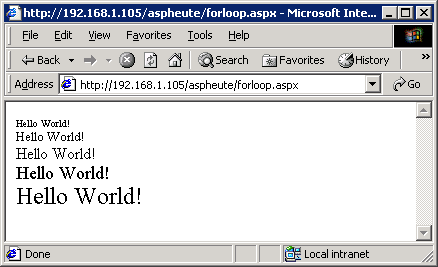 http://192.168.1.105/aspheute/forloop.aspx - Microsoft Inte...
File Edit View Favorites Tools Help
Back Search Favorites History »
Address http://192.168.1.105/aspheute/forloop.aspx Go
Hello World!
Hello World!
Hello World!
Hello World!
Hello World!
Done Local intranet